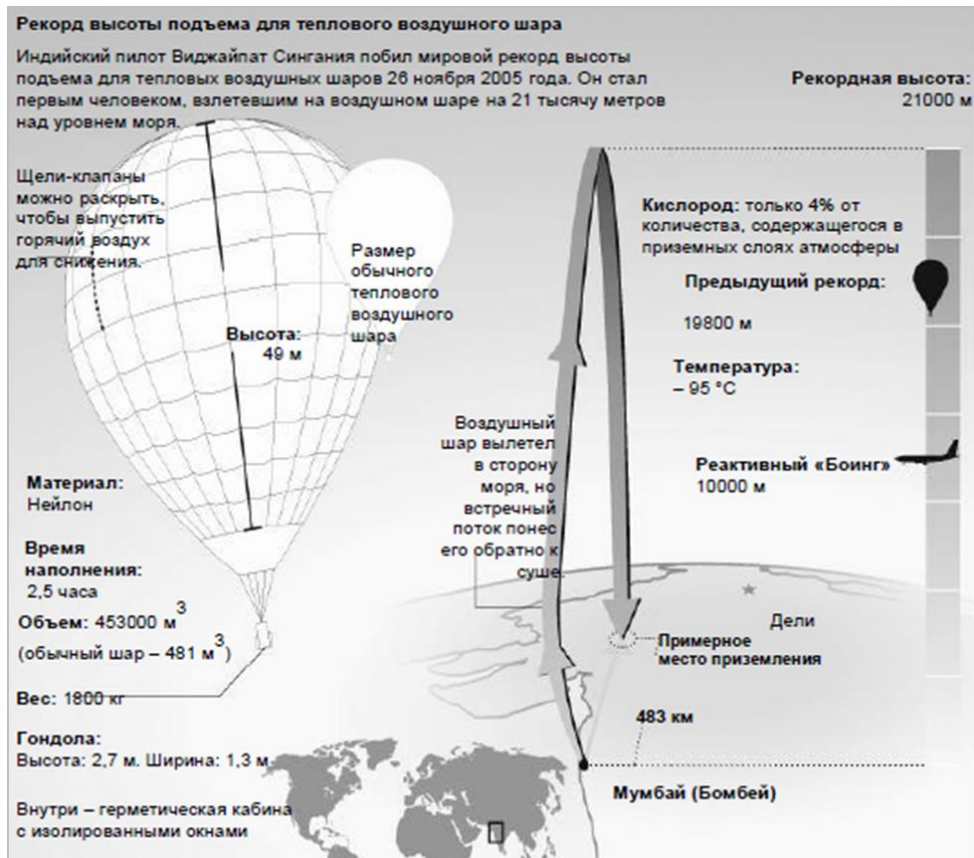 Рекорд высоты подъема для теплового воздушного шара
Индийский пилот Виджайпат Сингания побил мировой рекорд высоты
подъема для тепловых воздушных шаров 26 ноября 2005 года. Он стал
первым человеком, взлетевшим на воздушном шаре на 21 тысячу метров
над уровнем моря.
Рекордная высота:
21000 м
Щели-клапаны
можно раскрыть,
чтобы выпустить
горячий воздух
для снижения.
Размер
обычного
теплового
воздушного
шара
Высота:
49 м
Кислород: только 4% от
количества, содержащегося в
приземных слоях атмосферы
Предыдущий рекорд:
19800 м
Температура:
– 95 °C
Реактивный «Боинг»
10000 м
Воздушный
шар вылетел
в сторону
моря, но
встречный
поток понес
его обратно к
суше.
Материал:
Нейлон
Время
наполнения:
2,5 часа
Объем: 453000 м3
(обычный шар – 481 м3)
Вес: 1800 кг
Гондола:
Высота: 2,7 м. Ширина: 1,3 м
Внутри – герметическая кабина
с изолированными окнами
Дели
Примерное
место приземления
483 км
Мумбай (Бомбей)